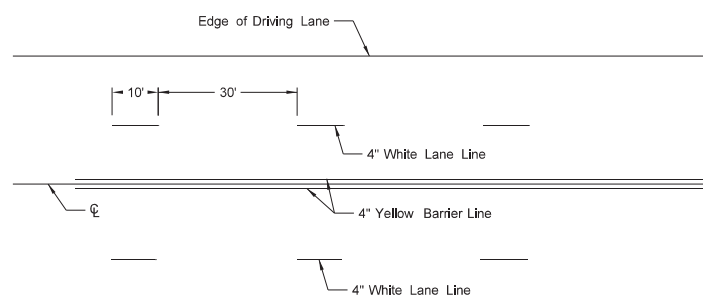 Edge of Driving Lane
10' 30'
4" White Lane Line
℄
4" Yellow Barrier Line
4" White Lane Line